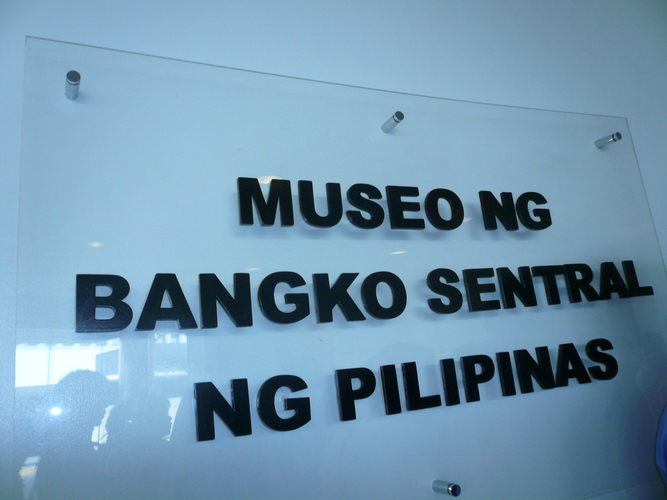 MUSEO NG
BANGKO SENTRAL
NG PILIPINAS